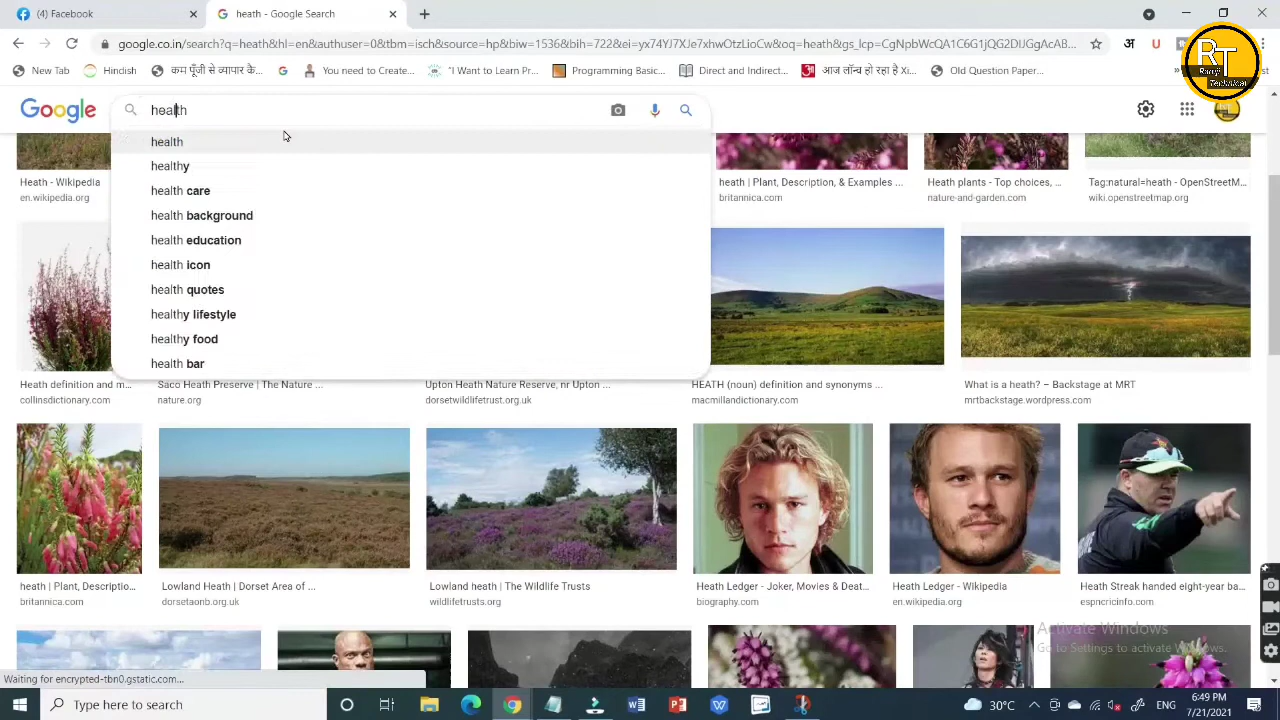 (4) Facebook
heath - Google Search
google.co.in/search?q=heath&hl=en&authuser=0&tbm=isch&source=hp&biw=1536&bih=722&ei=yx74YJ7XJe7xhwOtzLioCw&oq=heath&gs_lcp=CgNpbWcQA1C6G1jQG2DIJGgAcAB...
अ
U
New Tab
Hindish
कम पूँजी से व्यापार कै...
You need to Create...
"I Want to Learn Pr...
Programming Basic...
Direct and Indirect...
आज लॉन्च हो रहा है Xi...
Old Question Paper...
»
RT
Technical
Google
health
health
healthy
health care
health background
health education
health icon
health quotes
healthy lifestyle
healthy food
health bar
Heath - Wikipedia
en.wikipedia.org
heath | Plant, Description, & Examples ...
britannica.com
Heath plants - Top choices, ...
nature-and-garden.com
Tag:natural=heath - OpenStreetM...
wiki.openstreetmap.org
Heath definition and m...
collinsdictionary.com
Saco Heath Preserve | The Nature ...
nature.org
Upton Heath Nature Reserve, nr Upton ...
dorsetwildlifetrust.org.uk
HEATH (noun) definition and synonyms ...
macmillandictionary.com
What is a heath? – Backstage at MRT
mrtbackstage.wordpress.com
heath | Plant, Descriptio...
britannica.com
Lowland Heath | Dorset Area of ...
dorsetaonb.org.uk
Lowland heath | The Wildlife Trusts
wildlifetrusts.org
Heath Ledger - Joker, Movies & Deat...
biography.com
Heath Ledger - Wikipedia
en.wikipedia.org
Heath Streak handed eight-year ba...
espncricinfo.com
Activate Windows
Go to Settings to activate Windows.
Waiting for encrypted-tbn0.gstatic.com...
Type here to search
30°C
ENG
6:49 PM
7/21/2021